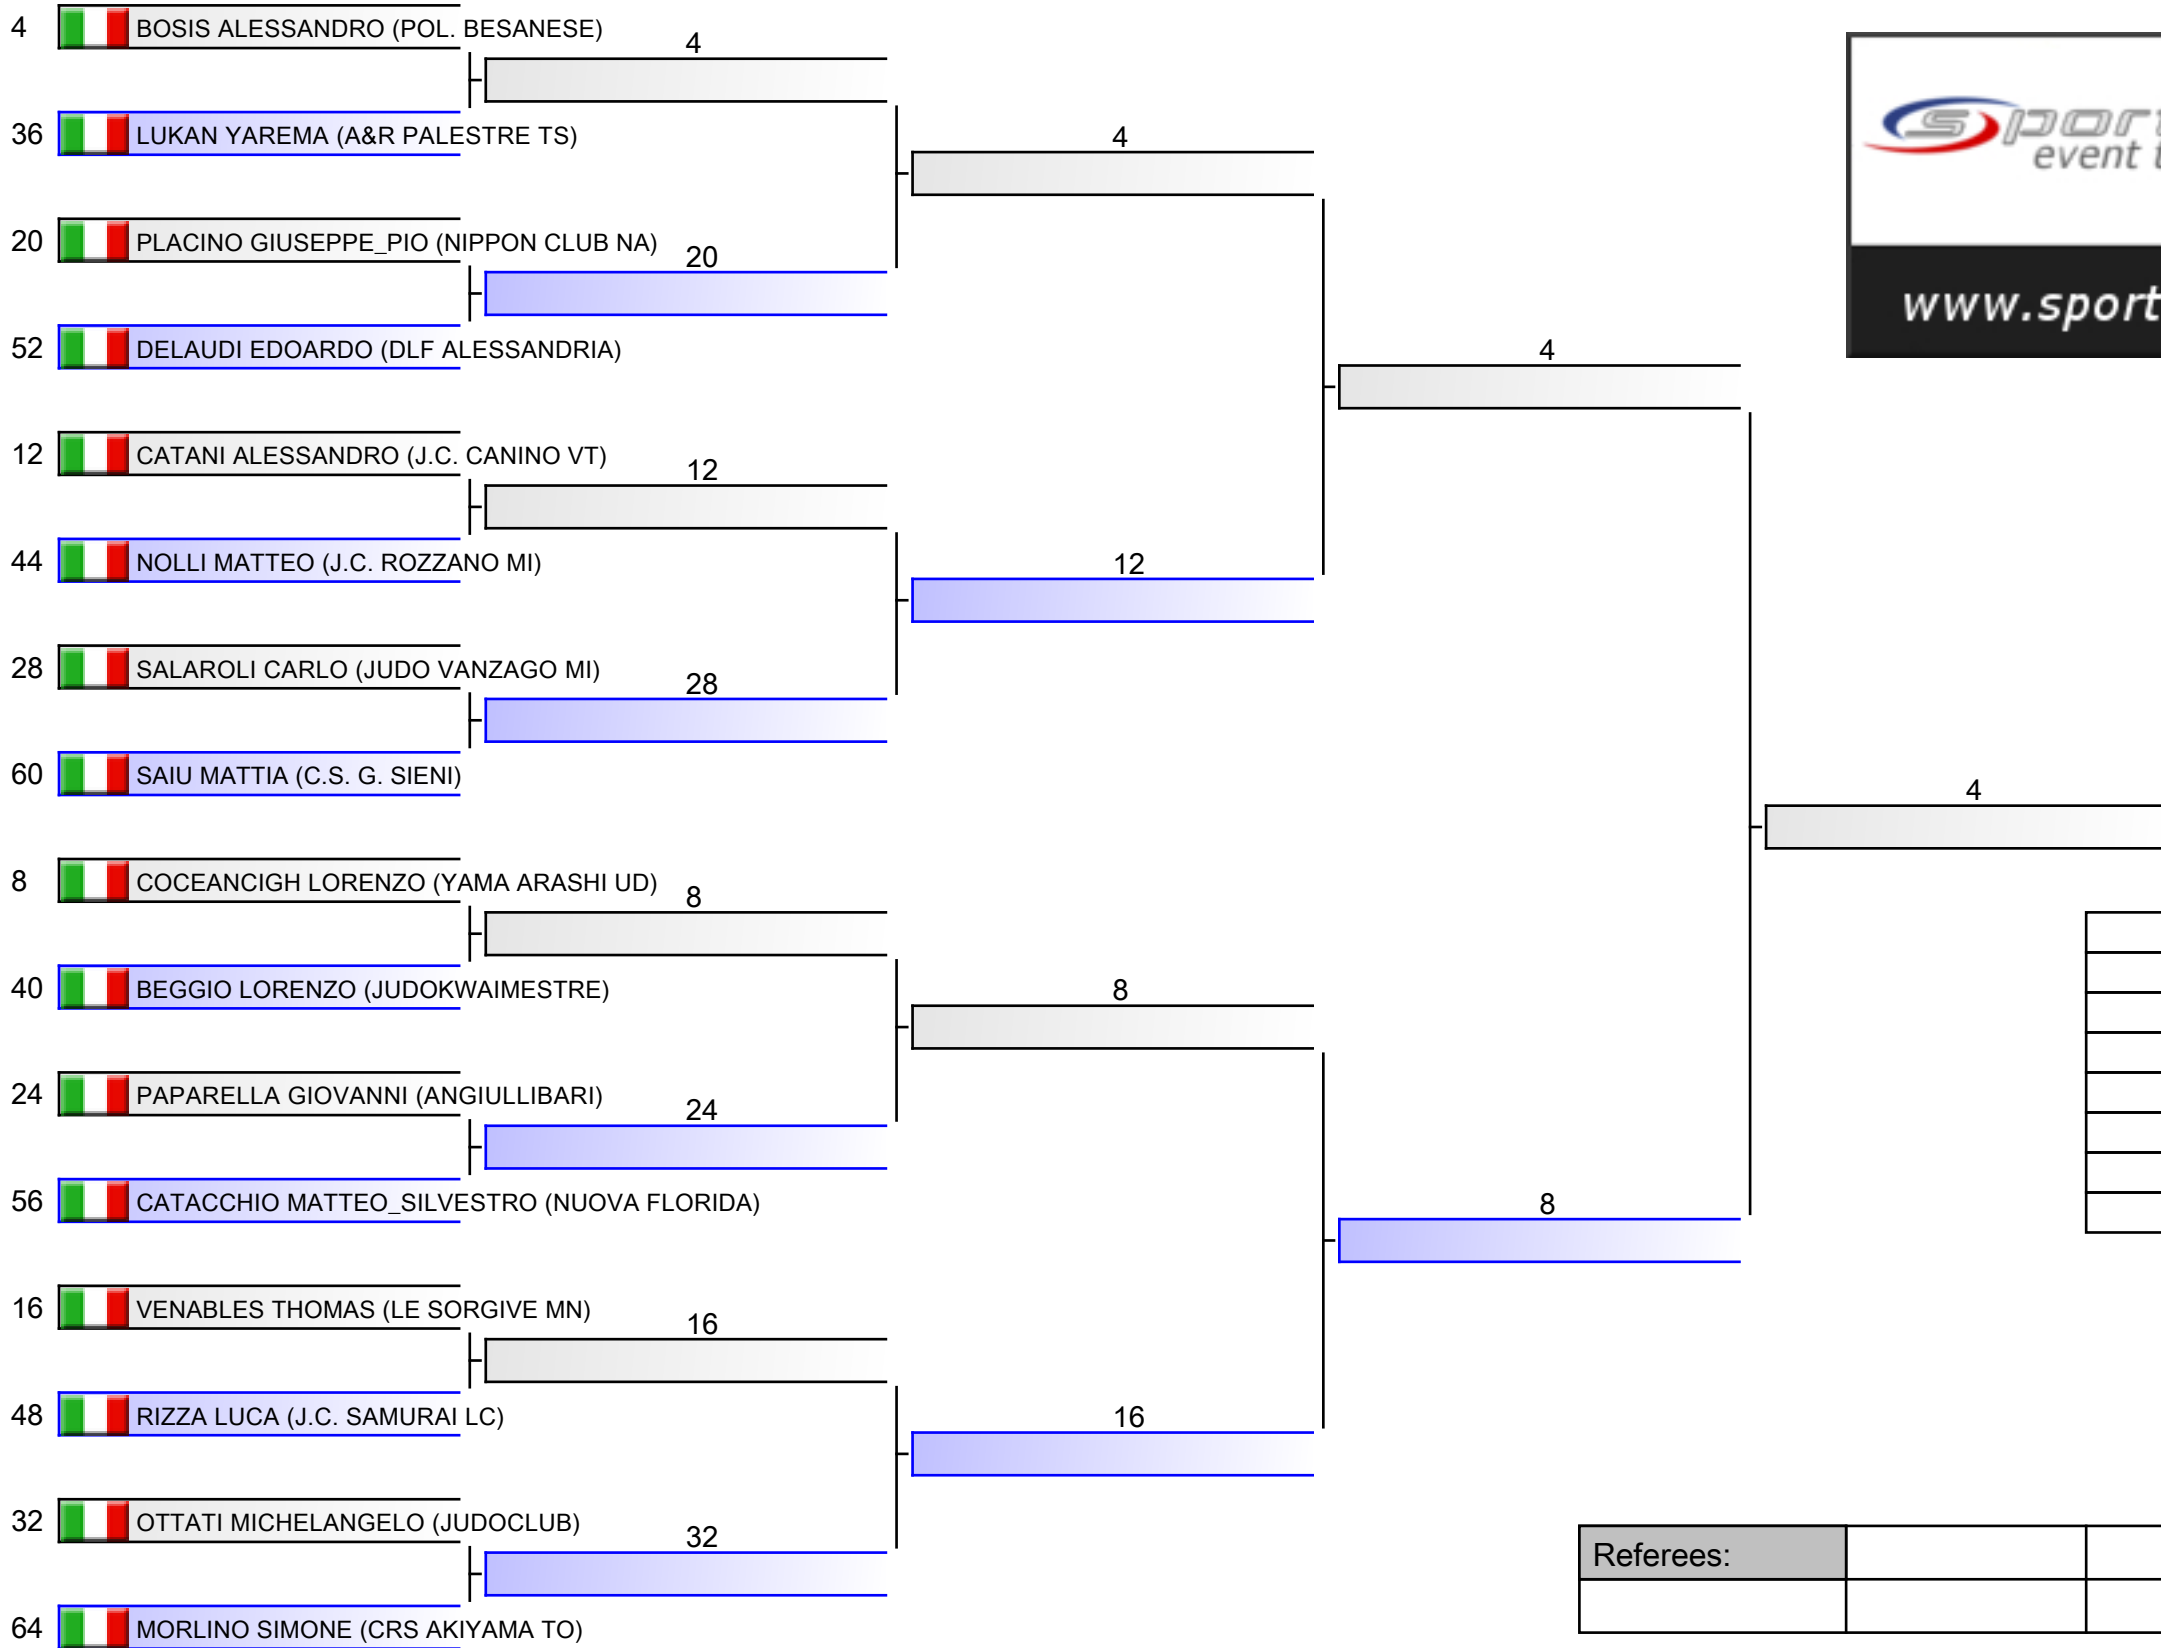 4 BOSIS ALESSANDRO (POL. BESANESE)
4
36 LUKAN YAREMA (A&R PALESTRE TS)
4
20 PLACINO GIUSEPPE_PIO (NIPPON CLUB NA)
20
52 DELAUDI EDOARDO (DLF ALESSANDRIA)
4
12 CATANI ALESSANDRO (J.C. CANINO VT)
12
44 NOLLI MATTEO (J.C. ROZZANO MI)
12
28 SALAROLI CARLO (JUDO VANZAGO MI)
28
60 SAIU MATTIA (C.S. G. SIENI)
4
8 COCEANCIGH LORENZO (YAMA ARASHI UD)
8
40 BEGGIO LORENZO (JUDOKWAIMESTRE)
8
24 PAPARELLA GIOVANNI (ANGIULLIBARI)
24
56 CATACCHIO MATTEO_SILVESTRO (NUOVA FLORIDA)
8
16 VENABLES THOMAS (LE SORGIVE MN)
16
48 RIZZA LUCA (J.C. SAMURAI LC)
16
32 OTTATI MICHELANGELO (JUDOCLUB)
32
64 MORLINO SIMONE (CRS AKIYAMA TO)
sport
event t
www.sport
Referees: